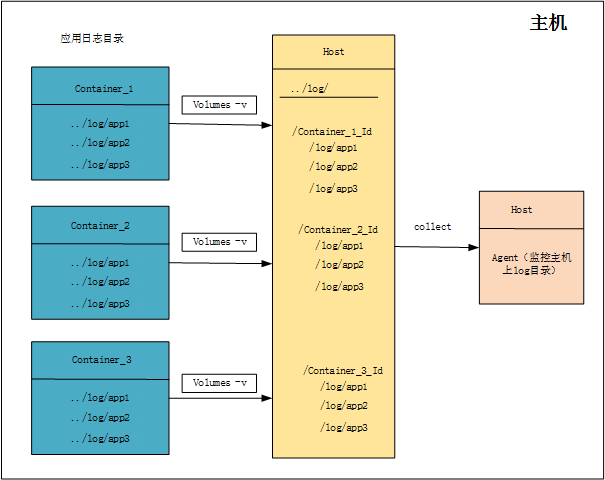 主机
应用日志目录
Container_1
../log/app1
../log/app2
../log/app3
Volumes -v
Container_2
../log/app1
../log/app2
../log/app3
Volumes -v
Container_3
../log/app1
../log/app2
../log/app3
Volumes -v
Host
../log/
/Container_1_Id
/log/app1
/log/app2
/log/app3
/Container_2_Id
/log/app1
/log/app2
/log/app3
/Container_3_Id
/log/app1
/log/app2
/log/app3
collect
Host
Agent（监控主机
上log目录）